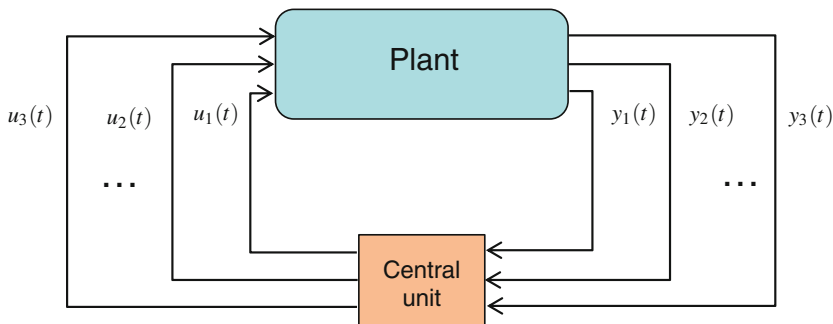 Plant
u3(t)
u2(t)
u1(t)
y1(t)
y2(t)
y3(t)
...
...
Central
unit